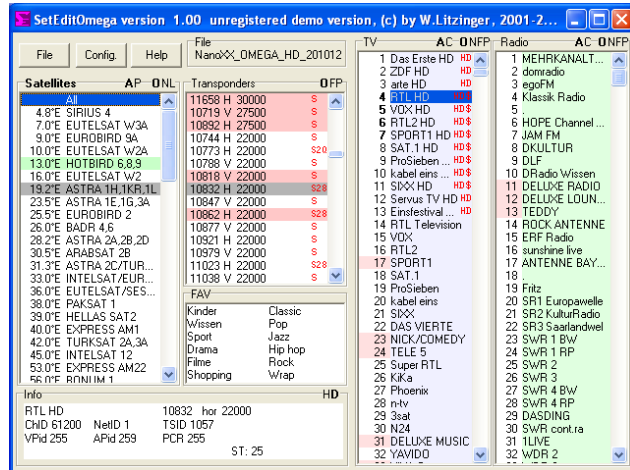 SetEditOmega version 1.00 unregistered demo version, (c) by W.Litzinger, 2001-2...
File Config. Help
File
NanoXX_OMEGA_HD_201012
Satellites AP ONL
All
4.8°E SIRIUS 4
7.0°E EUTELSAT W3A
9.0°E EUROBIRD 9A
10.0°E EUTELSAT W2A
13.0°E HOTBIRD 6,8,9
16.0°E EUTELSAT W2
19.2°E ASTRA 1H,1KR,1L
23.5°E ASTRA 1E,1G,3A
25.5°E EUROBIRD 2
26.0°E BADR 4,6
28.2°E ASTRA 2A,2B,2D
30.5°E ARABSAT 2B
31.3°E ASTRA 2C/TUR...
33.0°E INTELSAT/EUR...
36.0°E EUTELSAT/SES...
38.0°E PAKSAT 1
39.0°E HELLAS SAT2
40.0°E EXPRESS AM1
42.0°E TURKSAT 2A,3A
45.0°E INTELSAT 12
53.0°E EXPRESS AM22
56.0°E BONUM 1
Transponders OFP
11658 H 30000 S
10719 V 27500 S
10892 H 27500 S
10744 H 22000 S
10773 H 22000 S20
10788 V 22000 S
10818 V 22000 S
10832 H 22000 S28
10847 V 22000 S
10862 H 22000 S28
10877 V 22000 S
10921 H 22000 S
10979 V 22000 S
11023 H 22000 S28
11038 V 22000 S
FAV
Kinder Classic
Wissen Pop
Sport Jazz
Drama Hip hop
Filme Rock
Shopping Wrap
Info HD
RTL HD 10832 hor 22000
ChID 61200 NetID 1 TSID 1057
VPid 255 APid 259 PCR 255
ST: 25
TV AC ONFP
1 Das Erste HD HD
2 ZDF HD HD
3 arte HD HD
4 RTL HD HD$
5 VOX HD HD$
6 RTL2 HD HD$
7 SPORT1 HD HD$
8 SAT.1 HD HD$
9 ProSieben ... HD$
10 kabel eins ... HD$
11 SIXX HD HD$
12 Servus TV HD HD
13 Einsfestival ... HD
14 RTL Television
15 VOX
16 RTL2
17 SPORT1
18 SAT.1
19 ProSieben
20 kabel eins
21 SIXX
22 DAS VIERTE
23 NICK/COMEDY
24 TELE 5
25 Super RTL
26 KiKa
27 Phoenix
28 n-tv
29 3sat
30 N24
31 DELUXE MUSIC
32 YAVIDO
Radio AC ONFP
1 MEHRKANALT...
2 domradio
3 egoFM
4 Klassik Radio
5 .
6 HOPE Channel ...
7 JAM FM
8 DKULTUR
9 DLF
10 DRadio Wissen
11 DELUXE RADIO
12 DELUXE LOUN...
13 TEDDY
14 ROCK ANTENNE
15 ERF Radio
16 sunshine live
17 ANTENNE BAY...
18 .
19 Fritz
20 SR1 Europawelle
21 SR2 KulturRadio
22 SR3 Saarlandwel
23 SWR 1 BW
24 SWR 1 RP
25 SWR 2
26 SWR 3
27 SWR 4 BW
28 SWR 4 RP
29 DASDING
30 SWR cont.ra
31 1LIVE
32 WDR 2